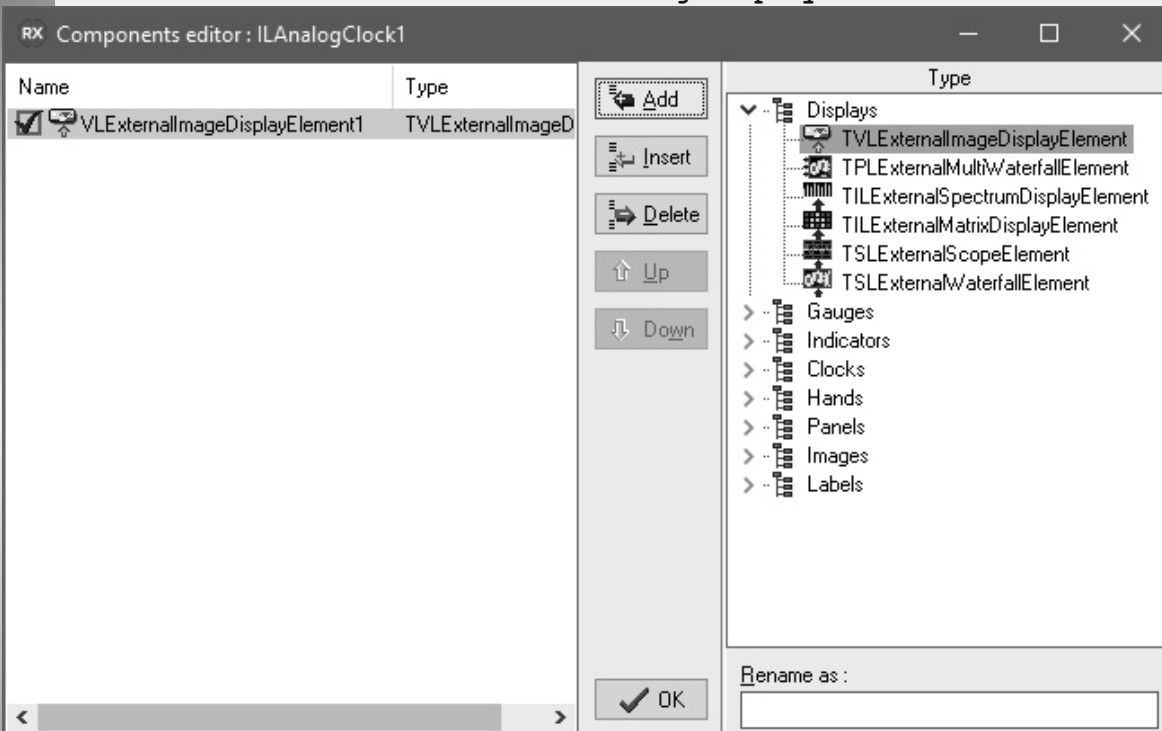 RX Components editor : ILAnalogClock1
Name Type
VLExternalImageDisplayElement1 TVLExternalImageD
Add
Insert
Delete
Up
Down
OK
Type
Displays
TVLExternalImageDisplayElement
TPLExternalMultiWaterfallElement
TILExternalSpectrumDisplayElement
TILExternalMatrixDisplayElement
TSLExternalScopeElement
TSLExternalWaterfallElement
Gauges
Indicators
Clocks
Hands
Panels
Images
Labels
Rename as :